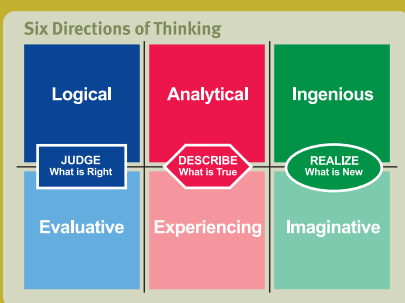 Six Directions of Thinking
Logical
Analytical
Ingenious
JUDGE
What is Right
DESCRIBE
What is True
REALIZE
What is New
Evaluative
Experiencing
Imaginative